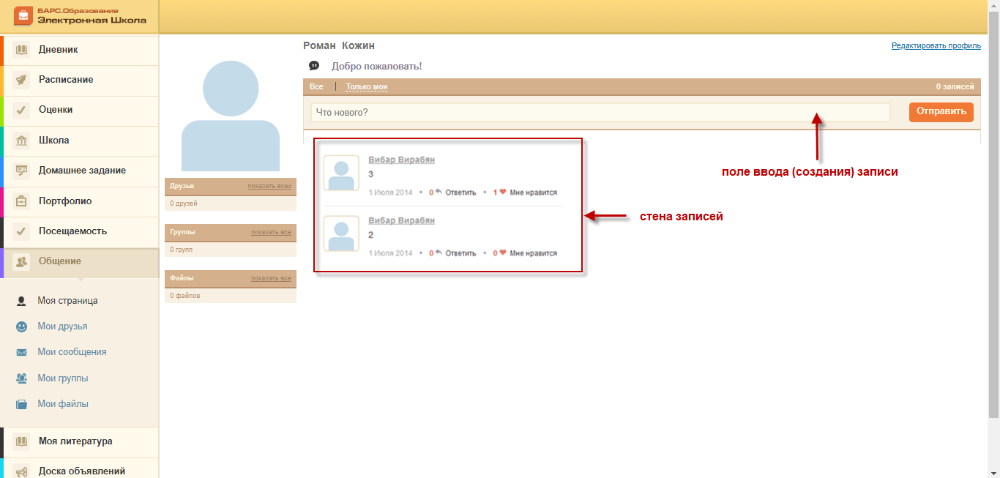 БАРС.Образование
Электронная Школа
Дневник
Расписание
Оценки
Школа
Домашнее задание
Портфолио
Посещаемость
Общение
Моя страница
Мои друзья
Мои сообщения
Мои группы
Мои файлы
Моя литература
Доска объявлений
Друзья показать всех
0 друзей
Группы показать все
0 групп
Файлы показать все
0 файлов
Роман Кожин
Редактировать профиль
Добро пожаловать!
Все | Только мои 0 записей
Что нового? Отправить
поле ввода (создания) записи
Вибар Вирабян
3
1 Июля 2014 • 0 Ответить • 1 Мне нравится
стена записей
Вибар Вирабян
2
1 Июля 2014 • 0 Ответить • 0 Мне нравится